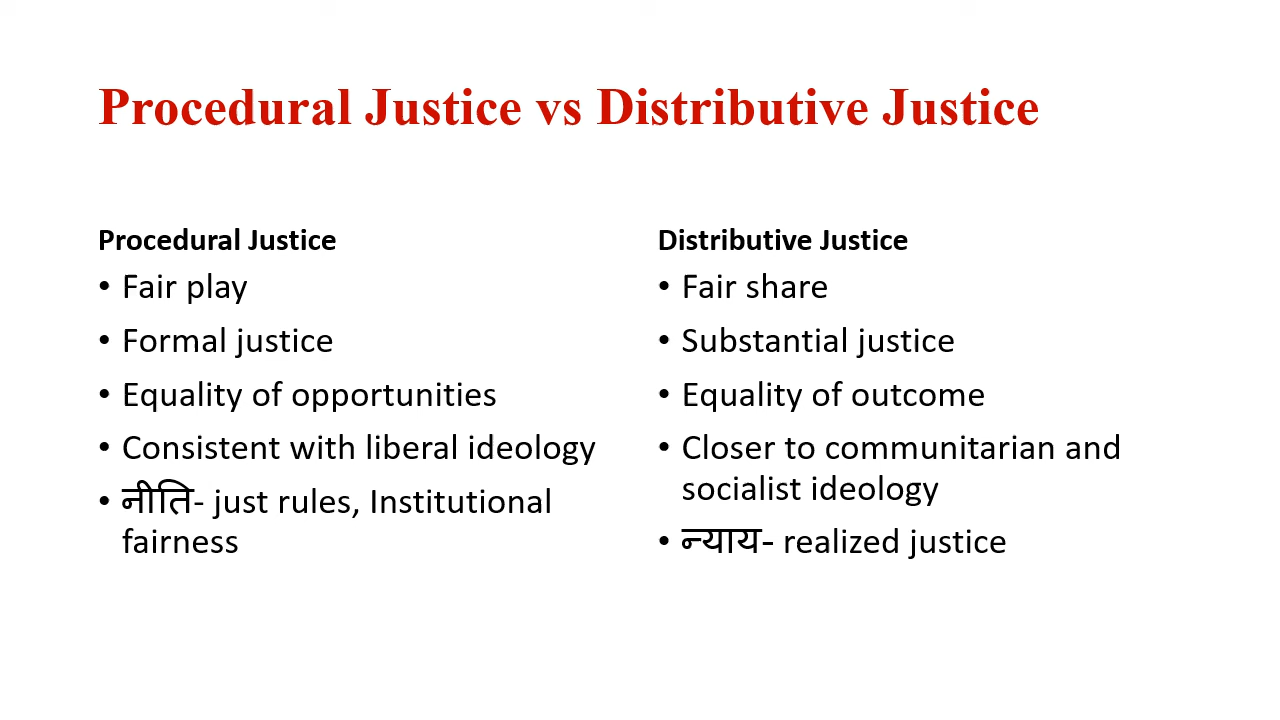 Procedural Justice vs Distributive Justice
Procedural Justice
• Fair play
• Formal justice
• Equality of opportunities
• Consistent with liberal ideology
• नीति- just rules, Institutional
fairness
Distributive Justice
• Fair share
• Substantial justice
• Equality of outcome
• Closer to communitarian and
socialist ideology
• न्याय- realized justice